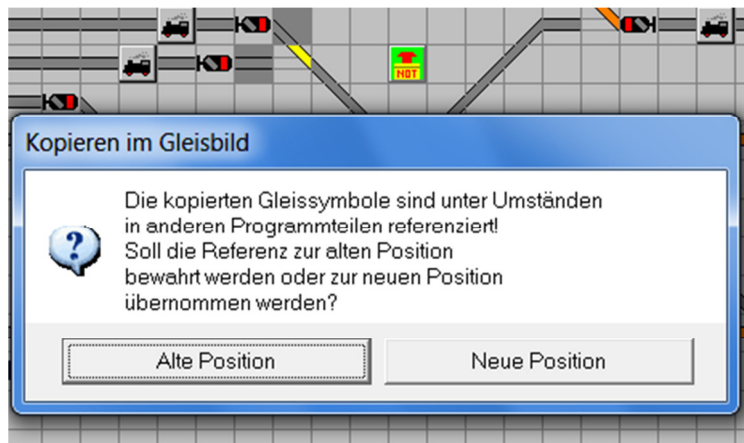 NOT
Kopieren im Gleisbild
Die kopierten Gleissymbole sind unter Umständen
in anderen Programmteilen referenziert!
Soll die Referenz zur alten Position
bewahrt werden oder zur neuen Position
übernommen werden?
Alte Position
Neue Position